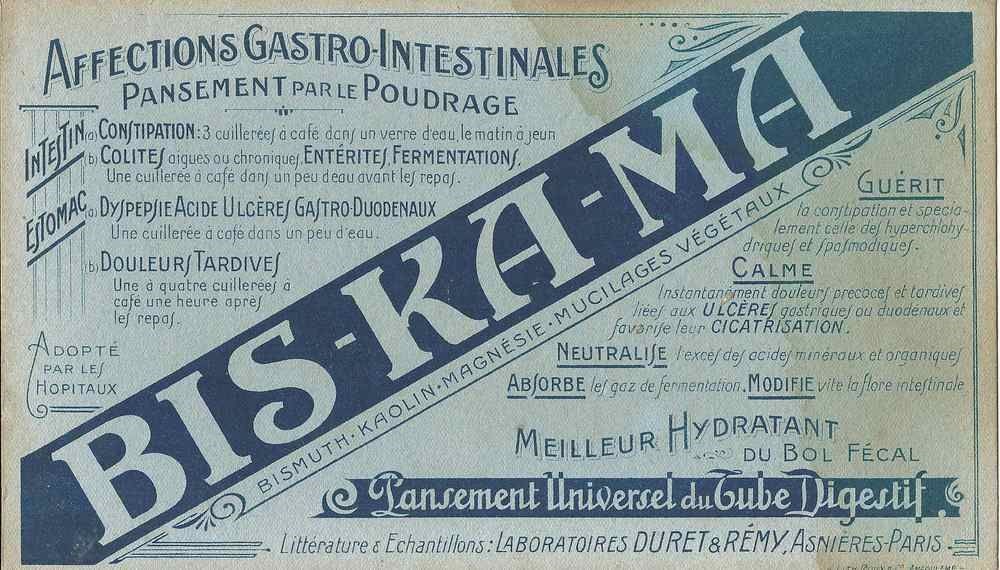 AFFECTIONS GASTRO-INTESTINALES
PANSEMENT PAR LE POUDRAGE
INTESTIN
(a) CONSTIPATION: 3 cuillerées à café dans un verre d'eau, le matin à jeun
(b) COLITES aigues ou chroniques, ENTÉRITES, FERMENTATIONS,
Une cuillerée à café dans un peu d'eau avant les repas.
ESTOMAC
(a) DYSPEPSIE ACIDE ULCÈRES GASTRO-DUODENAUX
Une cuillerée à café dans un peu d'eau.
(b) DOULEURS TARDIVES
Une à quatre cuillerées à
café une heure après
les repas.
ADOPTÉ
PAR LES
HOPITAUX
BIS-KA-MA
BISMUTH-KAOLIN-MAGNÉSIE-MUCILAGES VÉGÉTAUX
GUÉRIT
la constipation et specia-
lement celle des hyperchlohy-
driques et spasmodiques.
CALME
Instantanément douleurs précoces et tardives
liées aux ULCÈRES gastriques ou duodenaux et
favorise leur CICATRISATION.
NEUTRALISE l'excès des acides minéraux et organiques
ABSORBE les gaz de fermentation. MODIFIE vite la flore intestinale
MEILLEUR HYDRATANT
DU BOL FÉCAL
Pansement Universel du Tube Digestif.
Littérature & Echantillons: LABORATOIRES DURET & RÉMY, ASNIÈRES-PARIS.